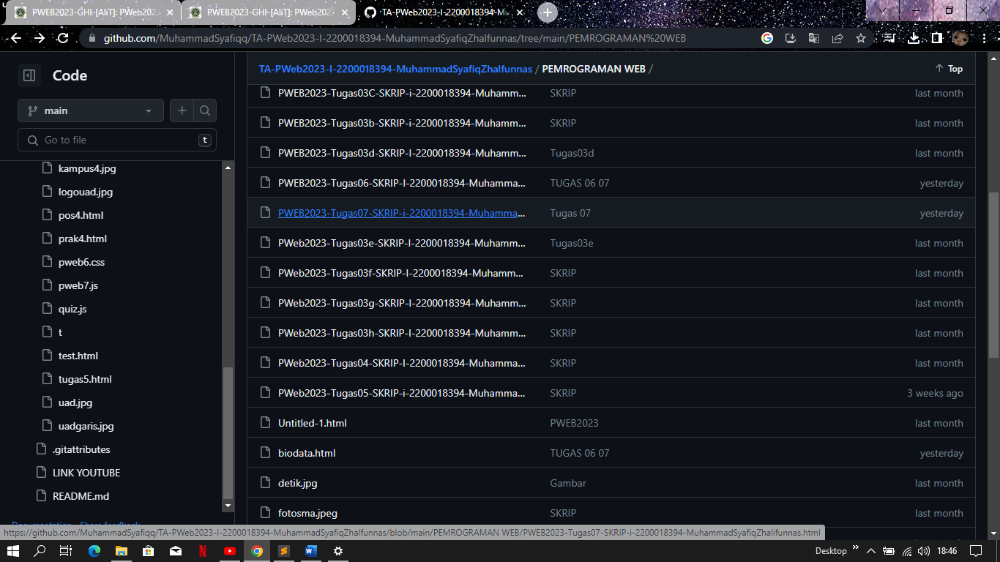 PWEB2023-GHI-[AliT]: PWeb202
PWEB2023-GHI-[AliT]: PWeb202
TA-PWeb2023-I-2200018394-Mu
github.com/MuhammadSyafiqq/TA-PWeb2023-I-2200018394-MuhammadSyafiqZhalfunnas/tree/main/PEMROGRAMAN%20WEB
Code
main
Go to file
t
kampus4.jpg
logouad.jpg
pos4.html
prak4.html
pweb6.css
pweb7.js
quiz.js
t
test.html
tugas5.html
uad.jpg
uadgaris.jpg
.gitattributes
LINK YOUTUBE
README.md
Documentation · Share feedback
TA-PWeb2023-I-2200018394-MuhammadSyafiqZhalfunnas / PEMROGRAMAN WEB /
Top
PWEB2023-Tugas03C-SKRIP-i-2200018394-Muhamm... SKRIP last month
PWEB2023-Tugas03b-SKRIP-i-2200018394-Muhamm... SKRIP last month
PWEB2023-Tugas03d-SKRIP-i-2200018394-Muhamm... Tugas03d last month
PWEB2023-Tugas06-SKRIP-I-2200018394-Muhamma... TUGAS 06 07 yesterday
PWEB2023-Tugas07-SKRIP-i-2200018394-Muhamma... Tugas 07 yesterday
PWeb2023-Tugas03e-SKRIP-I-2200018394-Muhamm... Tugas03e last month
PWeb2023-Tugas03f-SKRIP-I-2200018394-Muhamm... SKRIP last month
PWeb2023-Tugas03g-SKRIP-I-2200018394-Muhamm... SKRIP last month
PWeb2023-Tugas03h-SKRIP-I-2200018394-Muhamm... SKRIP last month
PWeb2023-Tugas04-SKRIP-I-2200018394-Muhamma... SKRIP last month
PWeb2023-Tugas05-SKRIP-i-2200018394-Muhamma... SKRIP 3 weeks ago
Untitled-1.html PWEB2023 last month
biodata.html TUGAS 06 07 yesterday
detik.jpg Gambar last month
fotosma.jpeg SKRIP last month
https://github.com/MuhammadSyafiqq/TA-PWeb2023-I-2200018394-MuhammadSyafiqZhalfunnas/blob/main/PEMROGRAMAN WEB/PWEB2023-Tugas07-SKRIP-i-2200018394-MuhammadSyafiqZhalifunnas.html
Desktop
18:46